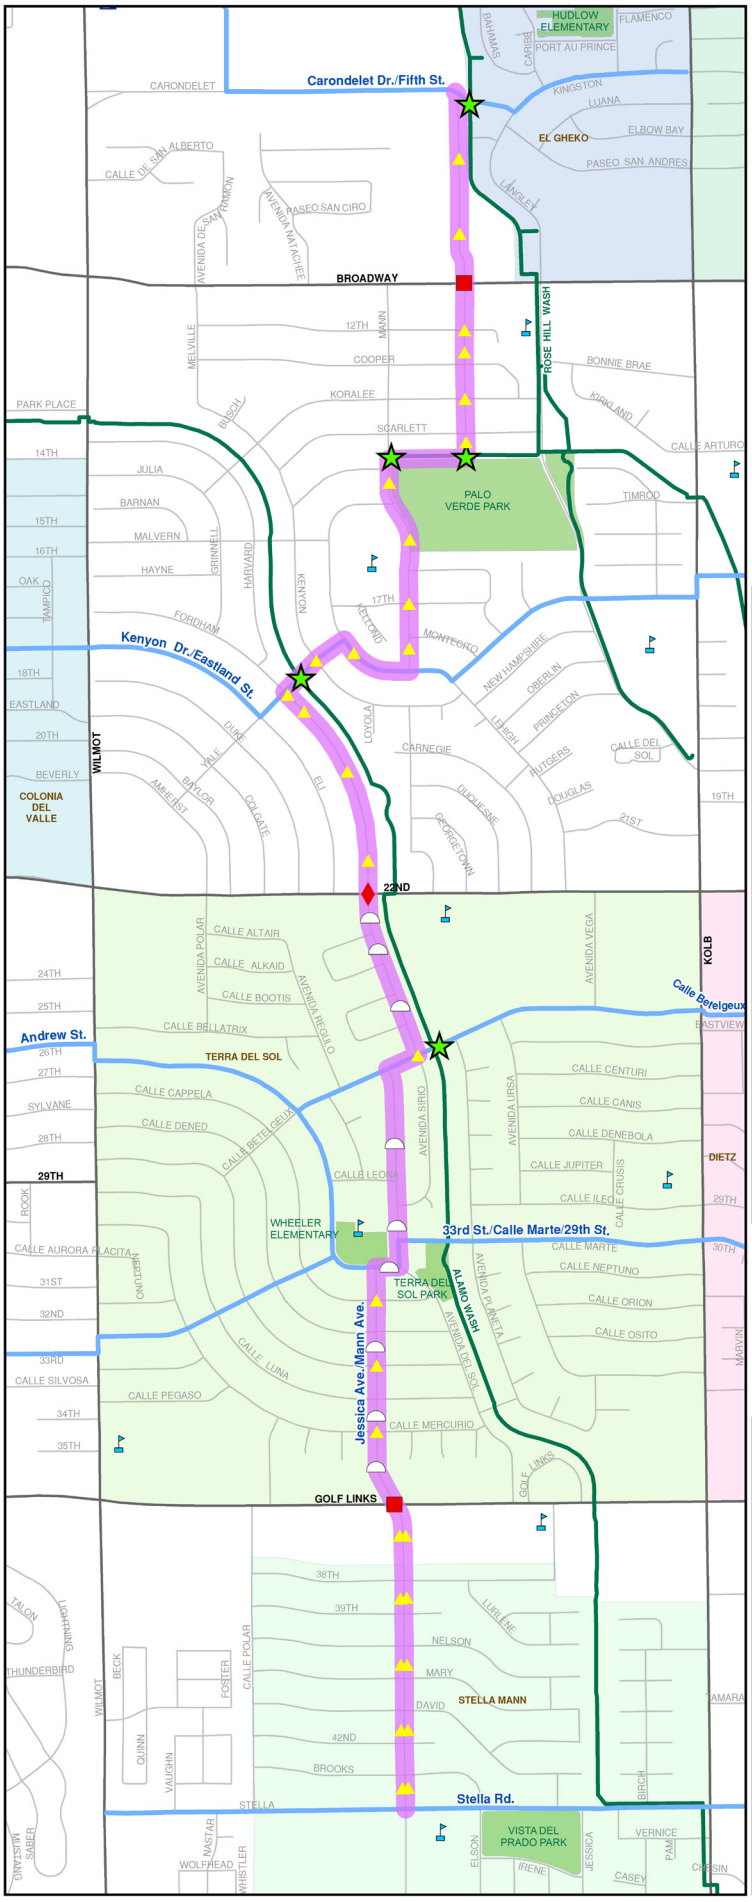 BAHAMAS
CARIBE
HUDLOW
ELEMENTARY
FLAMENCO
PORT AU PRINCE
Carondelet Dr./Fifth St.
CARONDELET
KINGSTON
LUANA
ELBOW BAY
EL GHEKO
PASEO SAN ANDRES
CALLE DE SAN ALBERTO
LANGLEY
AVENIDA DE SAN RAMON
AVENIDA NATACHEE
PASEO SAN CIRO
BROADWAY
ROSE HILL WASH
MELVILLE
MANN
12TH
COOPER
BONNIE BRAE
KORALEE
KIRKLAND
PARK PLACE
BUSCH
SCARLETT
CALLE ARTURO
14TH
JULIA
PALO
VERDE PARK
TIMROD
BARNAN
15TH
MALVERN
GRINNELL
HARVARD
16TH
HAYNE
KENYON
OAK
TAMPICO
17TH
KELLOND
FORDHAM
MONTECITO
Kenyon Dr./Eastland St.
NEW HAMPSHIRE
OBERLIN
PRINCETON
18TH
EASTLAND
20TH
WILMOT
DUKE
YALE
LOYOLA
LEHIGH
CARNEGIE
RUTGERS
CALLE DEL
SOL
BEVERLY
AMHERST
BAYLOR
COLGATE
ELI
DUQUESNE
DOUGLAS
19TH
COLONIA
DEL
VALLE
GEORGETOWN
21ST
22ND
AVENIDA POLAR
CALLE ALTAIR
AVENIDA VEGA
KOLB
CALLE ALKAID
24TH
CALLE BOOTIS
AVENIDA REGULO
Calle Betelgeux
25TH
CALLE BELLATRIX
EASTVIEW
Andrew St.
26TH
TERRA DEL SOL
27TH
CALLE CENTURI
CALLE CAPPELA
AVENIDA SIRIO
AVENIDA URSA
SYLVANE
CALLE CANIS
CALLE DENED
CALLE BETELGEUX
28TH
CALLE DENEBOLA
DIETZ
29TH
CALLE LEONA
CALLE JUPITER
CALLE CRUSIS
ROOK
CALLE ILEO
29TH
WHEELER
ELEMENTARY
33rd St./Calle Marte/29th St.
CALLE AURORA PLACITA
CALLE MARTE
30TH
NEPTUNO
AVENIDA PLANETA
CALLE NEPTUNO
31ST
TERRA DEL
SOL PARK
ALAMO WASH
CALLE ORION
32ND
Jessica Ave./Mann Ave.
AVENIDA DEL SOL
CALLE OSITO
MARVIN
33RD
CALLE LUNA
CALLE SILVOSA
CALLE PEGASO
34TH
CALLE MERCURIO
35TH
GOLF LINKS
GOLF LINKS
38TH
TALON
LIGHTNING
39TH
LURLENE
CALLE POLAR
NELSON
THUNDERBIRD
BECK
FOSTER
MARY
WILMOT
STELLA MANN
TAMARA
DAVID
QUINN
VAUGHN
42ND
BROOKS
BIRCH
STELLA
Stella Rd.
MUSTANG
SABER
NASTAR
VISTA DEL
PRADO PARK
ELSON
JESSICA
VERNICE
PAM
WOLFHEAD
WHISTLER
IRENE
CASEY